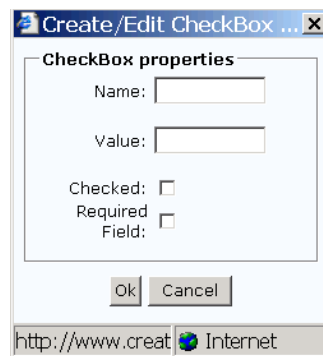 Create/Edit CheckBox ...
CheckBox properties
Name:
Value:
Checked:
Required
Field:
Ok Cancel
http://www.creat Internet